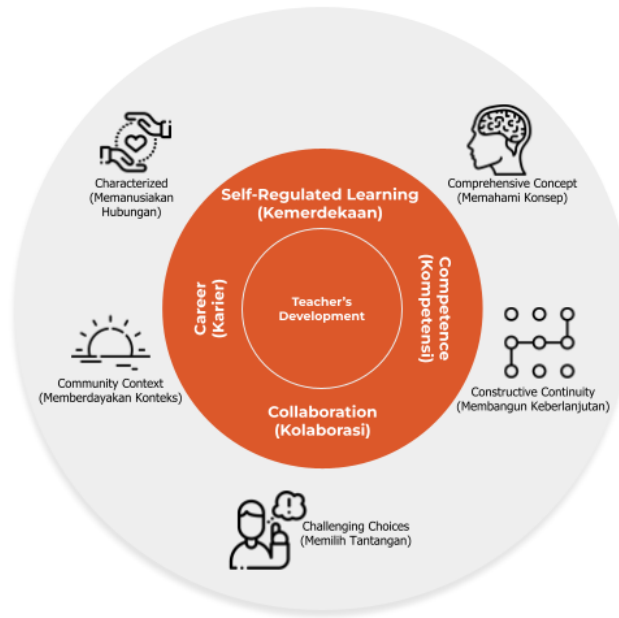 Characterized
(Memanusiakan
Hubungan)
Comprehensive Concept
(Memahami Konsep)
Self-Regulated Learning
(Kemerdekaan)
Career
(Karier)
Teacher's
Development
Competence
(Kompetensi)
Community Context
(Memberdayakan Konteks)
Constructive Continuity
(Membangun Keberlanjutan)
Collaboration
(Kolaborasi)
Challenging Choices
(Memilih Tantangan)